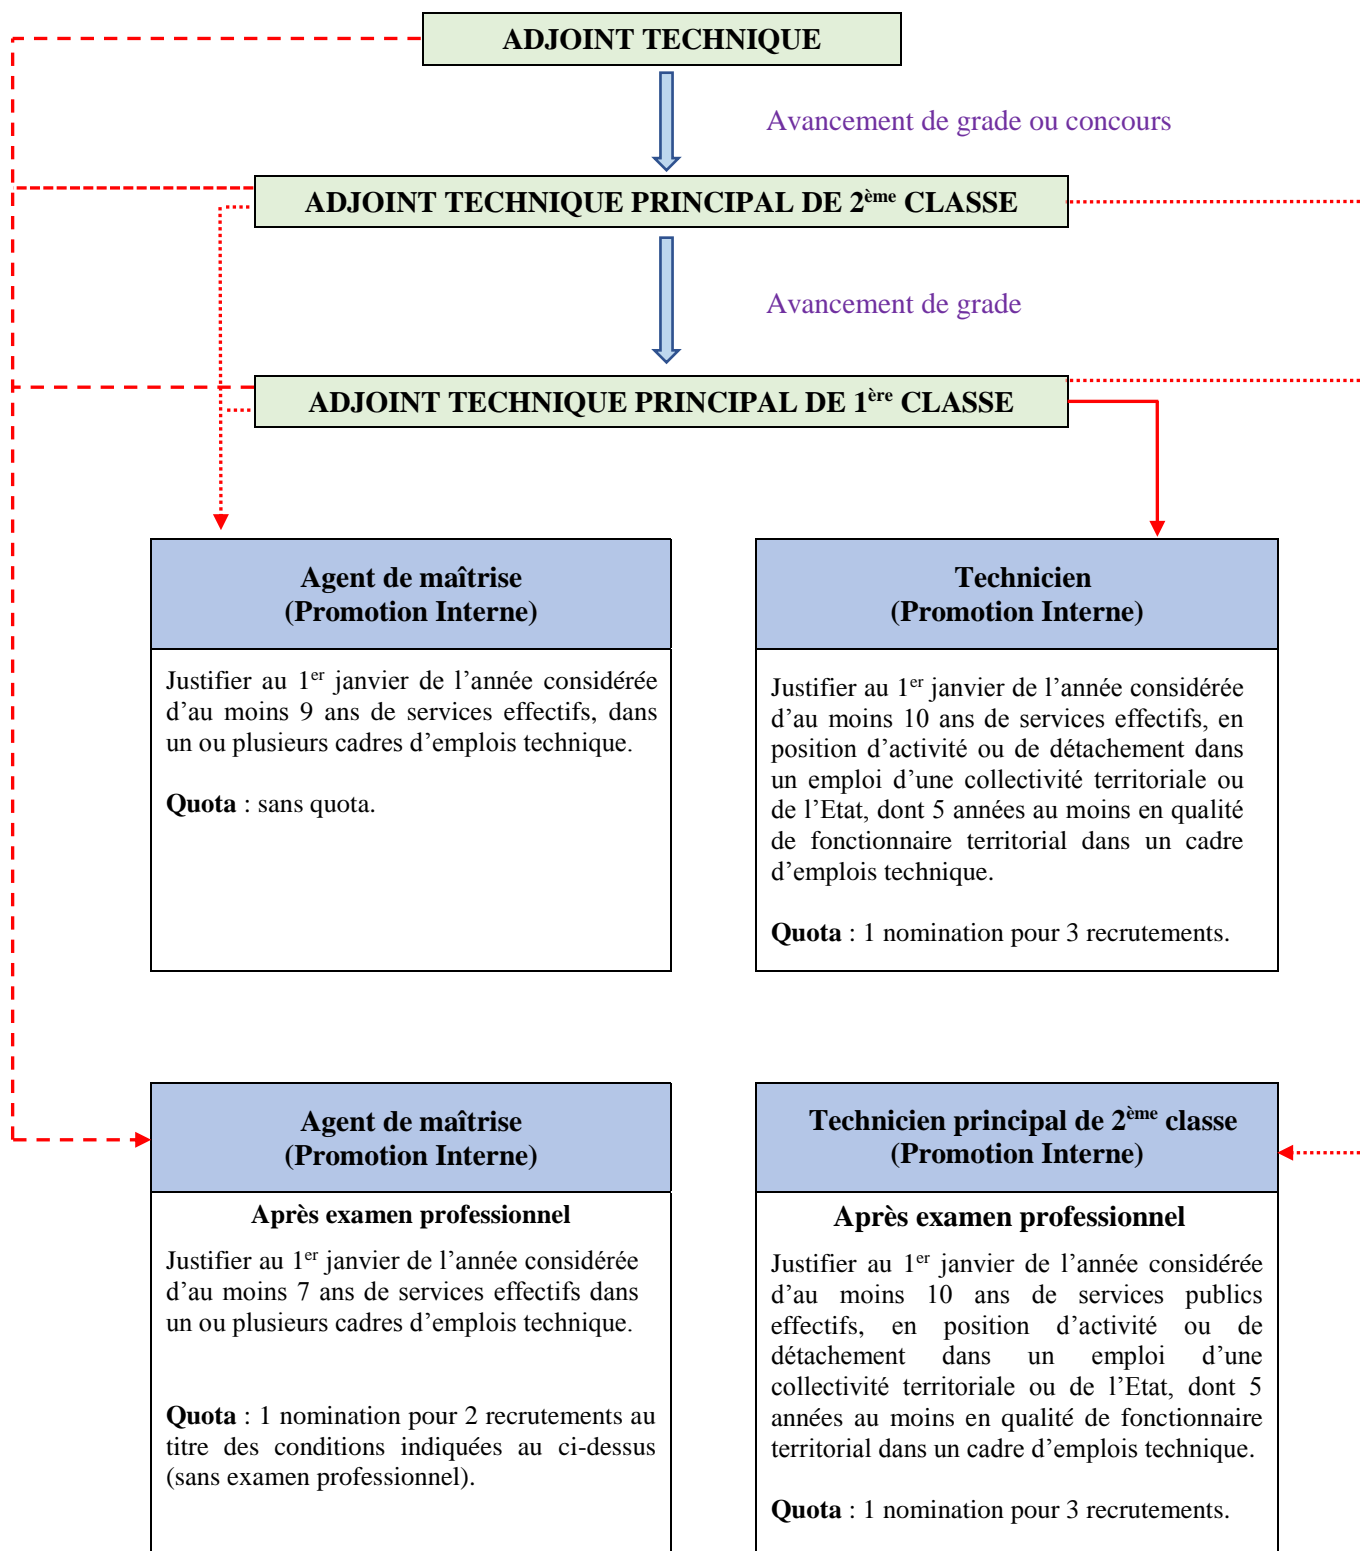 ADJOINT TECHNIQUE
Avancement de grade ou concours
ADJOINT TECHNIQUE PRINCIPAL DE 2ème CLASSE
Avancement de grade
ADJOINT TECHNIQUE PRINCIPAL DE 1ère CLASSE
Agent de maîtrise
(Promotion Interne)
Justifier au 1er janvier de l’année considérée
d’au moins 9 ans de services effectifs, dans
un ou plusieurs cadres d’emplois technique.
Quota : sans quota.
Technicien
(Promotion Interne)
Justifier au 1er janvier de l’année considérée
d’au moins 10 ans de services effectifs, en
position d’activité ou de détachement dans
un emploi d’une collectivité territoriale ou
de l’Etat, dont 5 années au moins en qualité
de fonctionnaire territorial dans un cadre
d’emplois technique.
Quota : 1 nomination pour 3 recrutements.
Agent de maîtrise
(Promotion Interne)
Après examen professionnel
Justifier au 1er janvier de l’année considérée
d’au moins 7 ans de services effectifs dans
un ou plusieurs cadres d’emplois technique.
Quota : 1 nomination pour 2 recrutements au
titre des conditions indiquées au ci-dessus
(sans examen professionnel).
Technicien principal de 2ème classe
(Promotion Interne)
Après examen professionnel
Justifier au 1er janvier de l’année considérée
d’au moins 10 ans de services publics
effectifs, en position d’activité ou de
détachement dans un emploi d’une
collectivité territoriale ou de l’Etat, dont 5
années au moins en qualité de fonctionnaire
territorial dans un cadre d’emplois technique.
Quota : 1 nomination pour 3 recrutements.